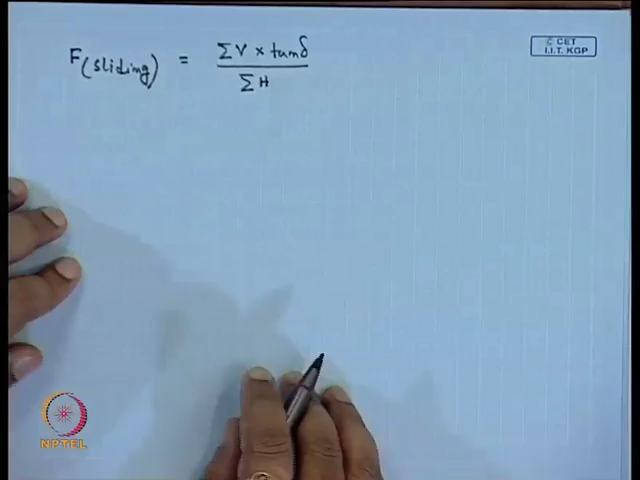 F(sliding) = ΣV × tanδ / ΣH
© CET
I.I.T. KGP
NPTEL